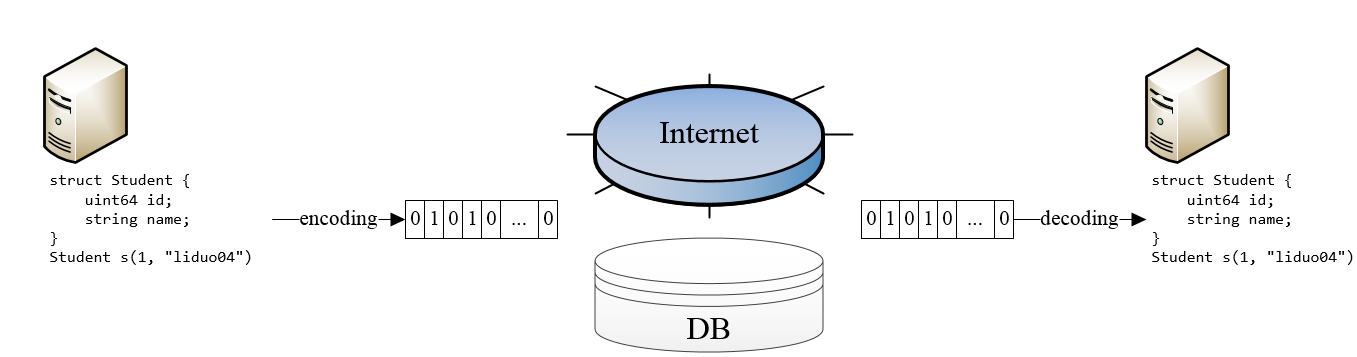 Internet
struct Student {
    uint64 id;
    string name;
}
Student s(1, "liduo04")
encoding
0 1 0 1 0 ... 0
0 1 0 1 0 ... 0
decoding
struct Student {
    uint64 id;
    string name;
}
Student s(1, "liduo04")
DB